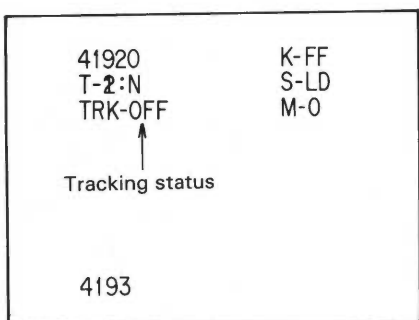 41920 K-FF
T-2:N S-LD
TRK-OFF M-0
Tracking status
4193